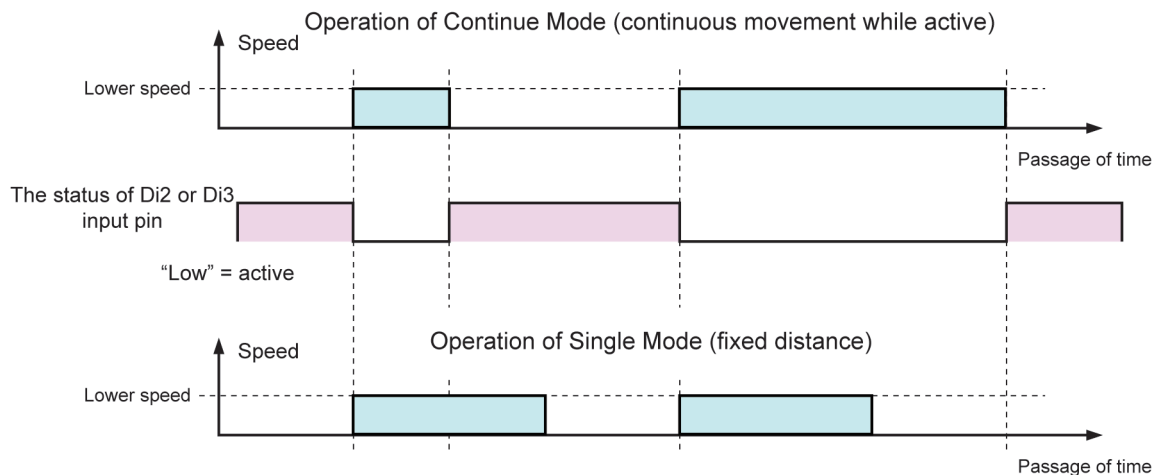 Operation of Continue Mode (continuous movement while active)
Speed
Lower speed
Passage of time
The status of Di2 or Di3
input pin
“Low” = active
Operation of Single Mode (fixed distance)
Speed
Lower speed
Passage of time